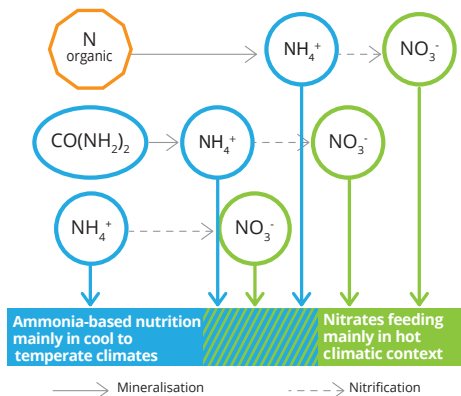 N
organic
NH₄⁺
NO₃⁻
CO(NH₂)₂
NH₄⁺
NO₃⁻
NH₄⁺
NO₃⁻
Ammonia-based nutrition
mainly in cool to
temperate climates
Nitrates feeding
mainly in hot
climatic context
Mineralisation
Nitrification